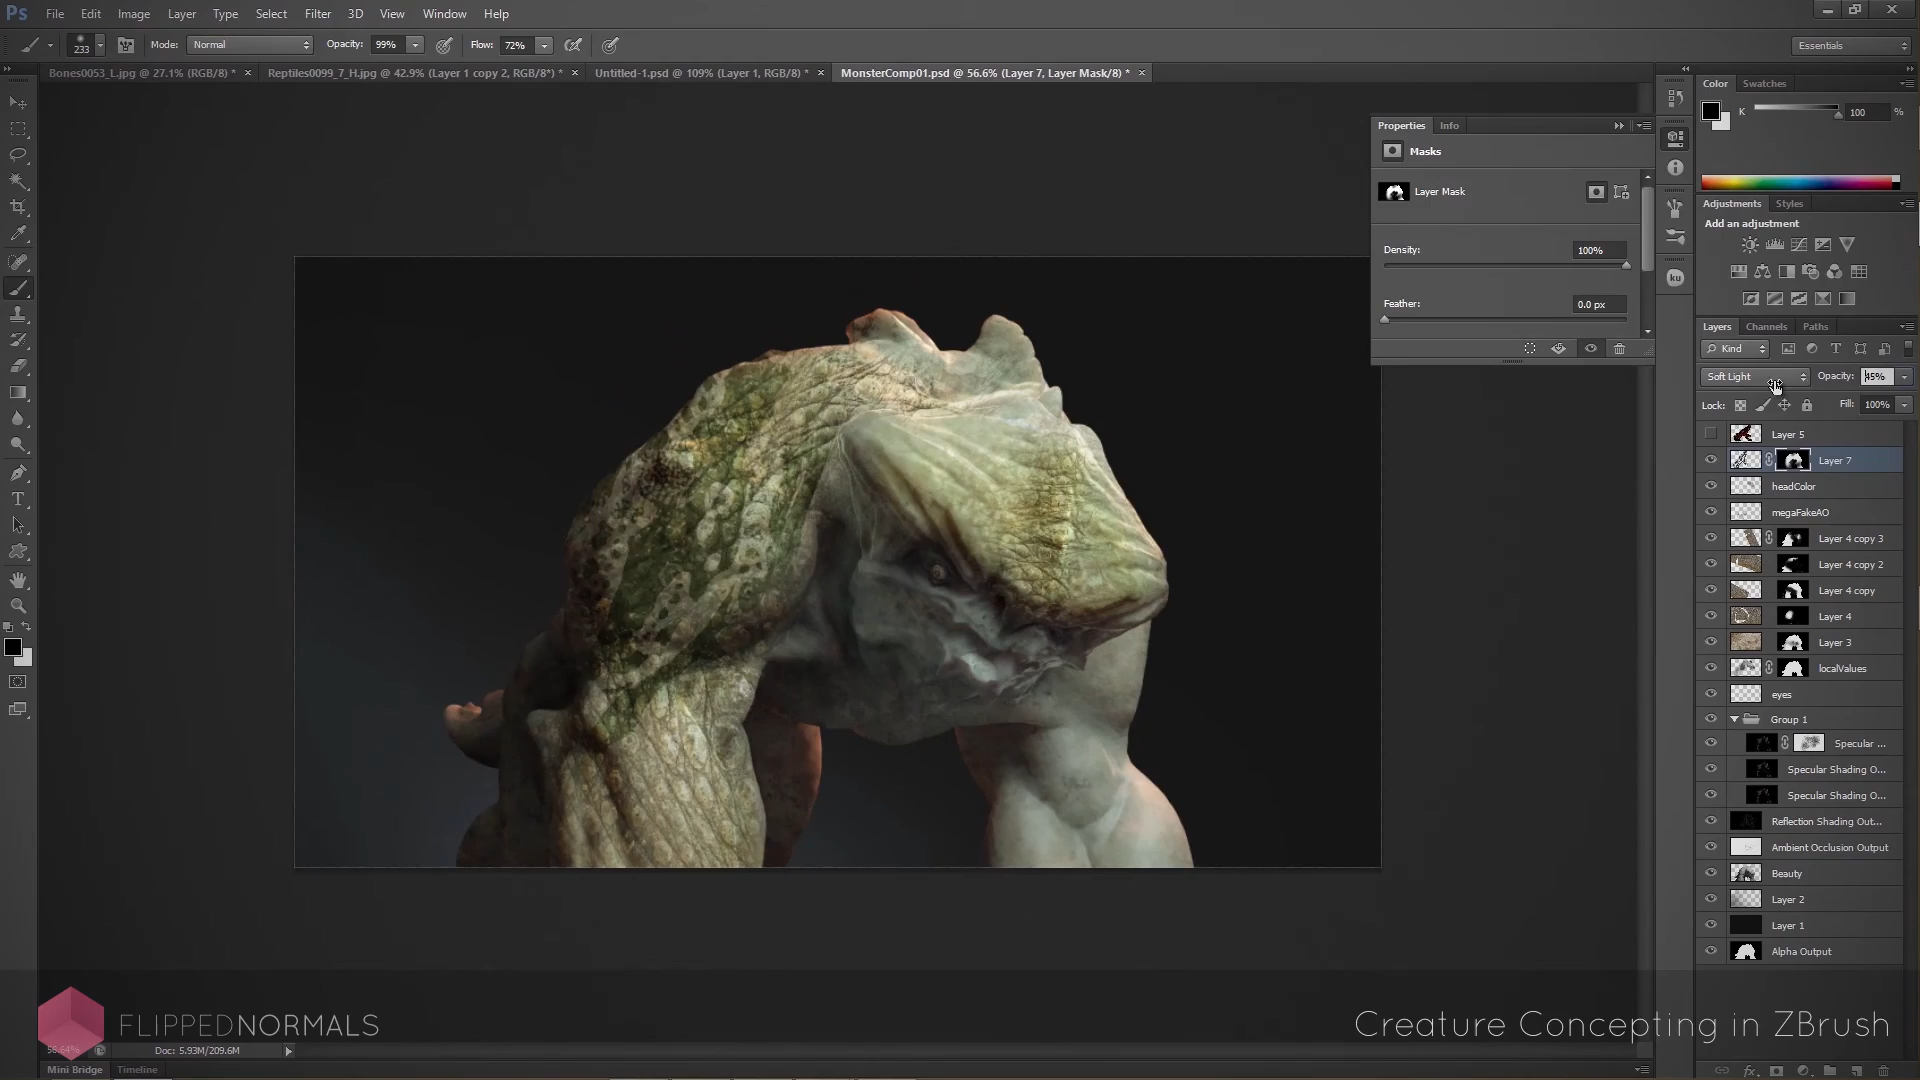 Ps File Edit Image Layer Type Select Filter 3D View Window Help
233 Mode: Normal Opacity: 99% Flow: 72% Essentials
Bones0053_L.jpg @ 27.1% (RGB/8) * × Reptiles0099_7_H.jpg @ 42.9% (Layer 1 copy 2, RGB/8*) * × Untitled-1.psd @ 109% (Layer 1, RGB/8) * × MonsterComp01.psd @ 56.6% (Layer 7, Layer Mask/8) * ×
Color Swatches
K 100 %
Properties Info
Masks
Layer Mask
Density: 100%
Feather: 0.0 px
Adjustments Styles
Add an adjustment
ku
Layers Channels Paths
Kind
Soft Light Opacity: 45%
Lock: Fill: 100%
Layer 5
Layer 7
headColor
megaFakeAO
Layer 4 copy 3
Layer 4 copy 2
Layer 4 copy
Layer 4
Layer 3
localValues
eyes
Group 1
Specular ...
Specular Shading O...
Specular Shading O...
Reflection Shading Out...
Ambient Occlusion Output
Beauty
Layer 2
Layer 1
Alpha Output
FLIPPEDNORMALS
Creature Concepting in ZBrush
56.64% Doc: 5.93M/209.6M
Mini Bridge Timeline
fx